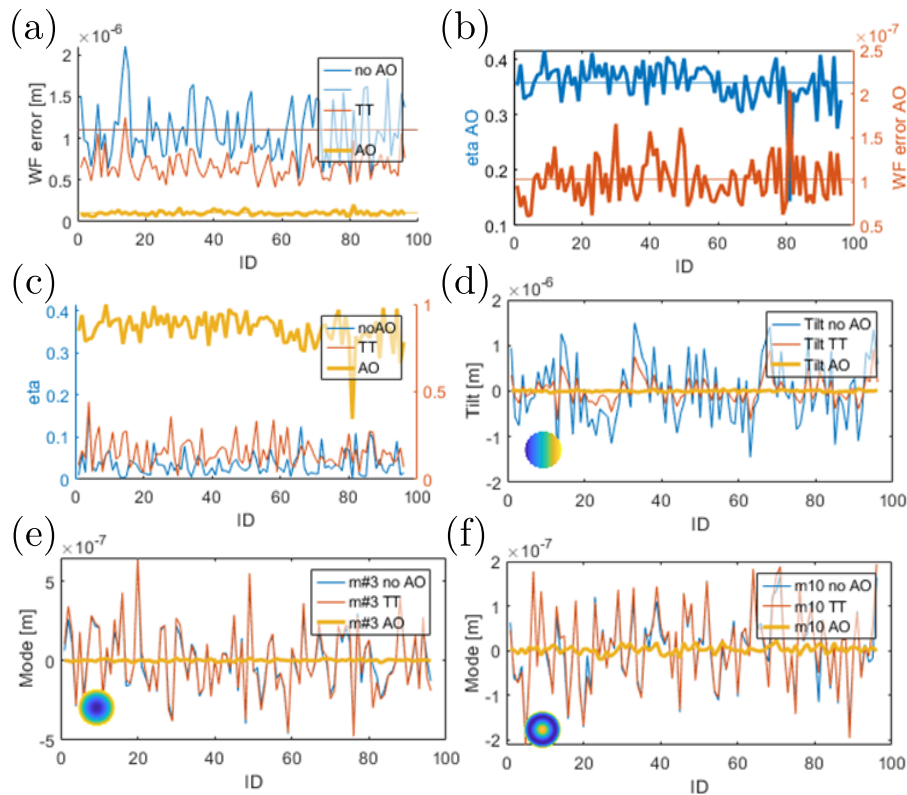 (a)
×10⁻⁶
2
1.5
1
0.5
0
WF error [m]
no AO
TT
AO
0 20 40 60 80 100
ID
(b)
×10⁻⁷
0.4
0.3
0.2
0.1
eta AO
2.5
2
1.5
1
0.5
WF error AO
0 20 40 60 80 100
ID
(c)
0.4
0.3
0.2
0.1
0
eta
1
0.5
0
noAO
TT
AO
0 20 40 60 80 100
ID
(d)
×10⁻⁶
2
1
0
-1
-2
Tilt [m]
Tilt no AO
Tilt TT
Tilt AO
0 20 40 60 80 100
ID
(e)
×10⁻⁷
5
0
-5
Mode [m]
m#3 no AO
m#3 TT
m#3 AO
0 20 40 60 80 100
ID
(f)
×10⁻⁷
2
1
0
-1
-2
Mode [m]
m10 no AO
m10 TT
m10 AO
0 20 40 60 80 100
ID